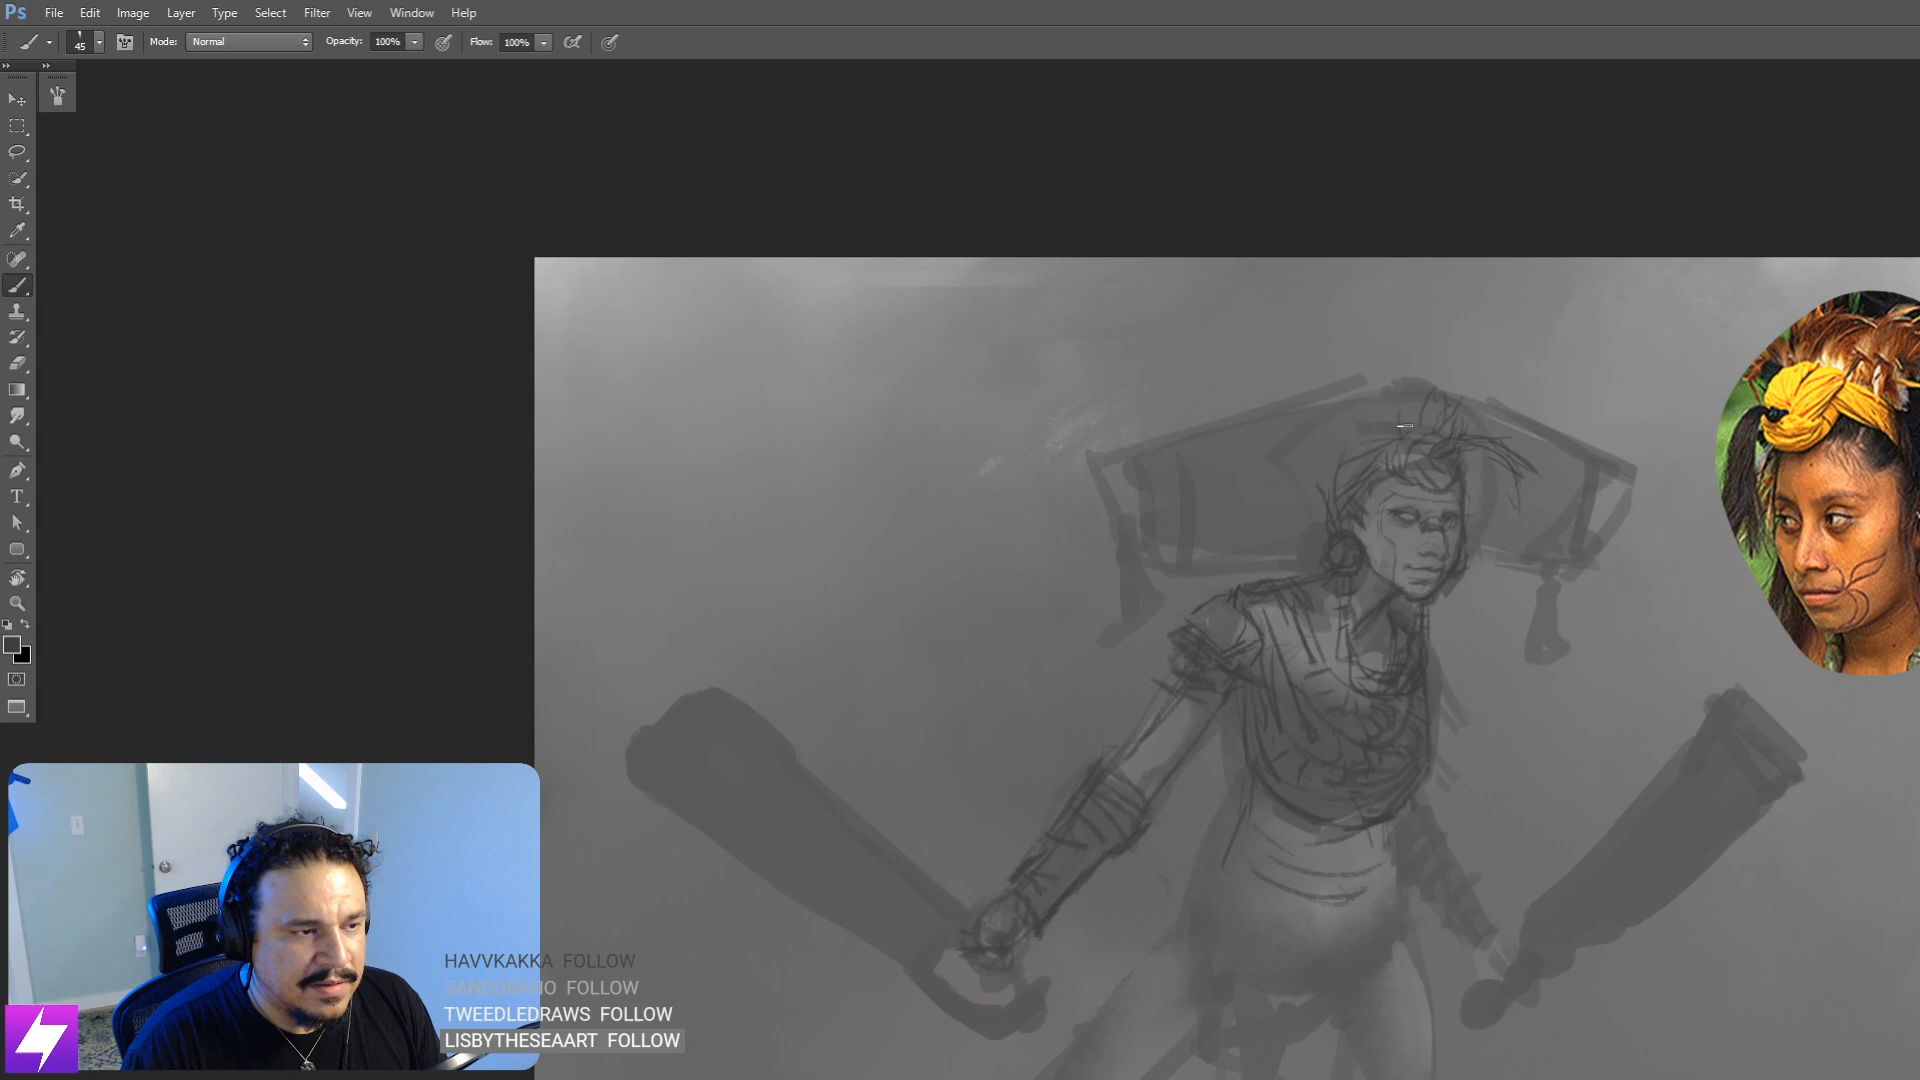 Ps File Edit Image Layer Type Select Filter View Window Help
45 Mode: Normal Opacity: 100% Flow: 100%
T
HAVVKAKKA FOLLOW
SANDORANO FOLLOW
TWEEDLEDRAWS FOLLOW
LISBYTHESEAART FOLLOW